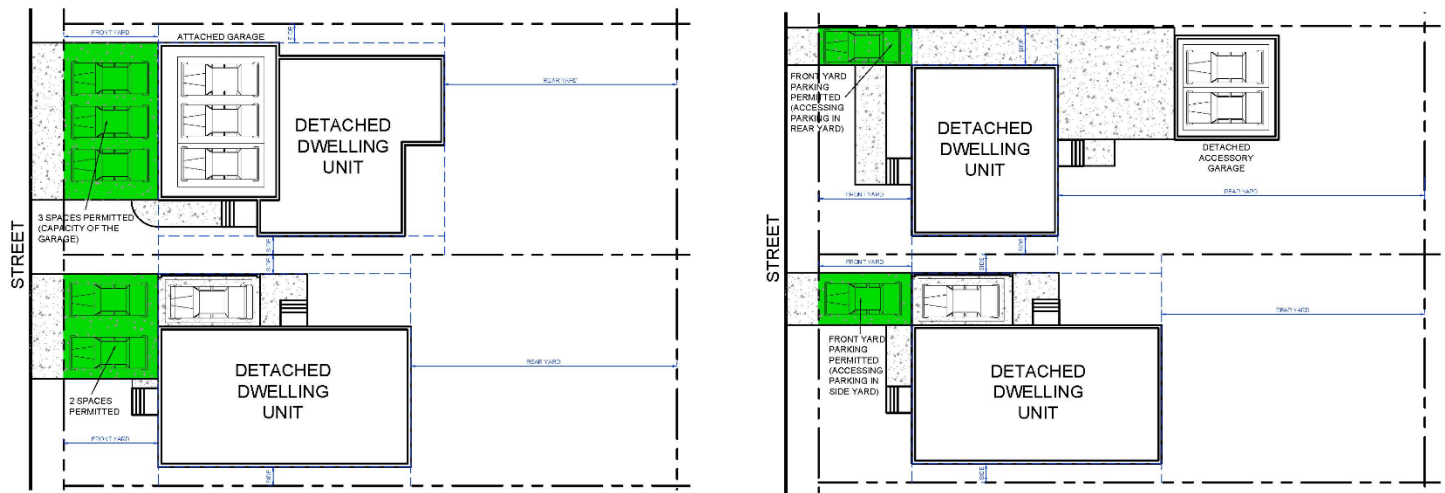 FRONT YARD
ATTACHED GARAGE
SIDE
REAR YARD
DETACHED
DWELLING
UNIT
3 SPACES PERMITTED
(CAPACITY OF THE
GARAGE)
STREET
SIDE
SIDE
DETACHED
DWELLING
UNIT
REAR YARD
2 SPACES
PERMITTED
FRONT YARD
SIDE
SIDE
FRONT YARD
PARKING
PERMITTED
(ACCESSING
PARKING IN
REAR YARD)
DETACHED
DWELLING
UNIT
DETACHED
ACCESSORY
GARAGE
FRONT YARD
REAR YARD
STREET
SIDE
FRONT YARD
SIDE
REAR YARD
FRONT YARD
PARKING
PERMITTED
(ACCESSING
PARKING IN
SIDE YARD)
DETACHED
DWELLING
UNIT
SIDE